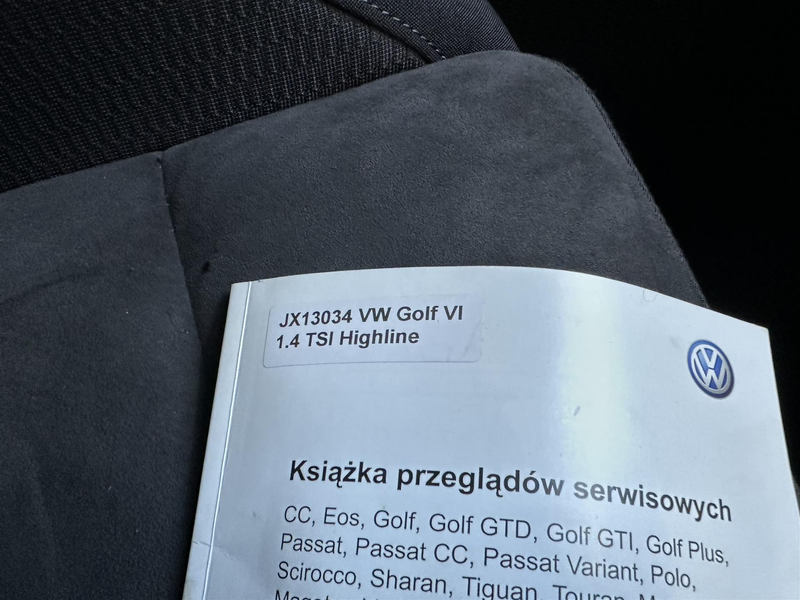 JX13034 VW Golf VI
1.4 TSI Highline
Książka przeglądów serwisowych
CC, Eos, Golf, Golf GTD, Golf GTI, Golf Plus,
Passat, Passat CC, Passat Variant, Polo,
Scirocco, Sharan, Tiguan, Touran,